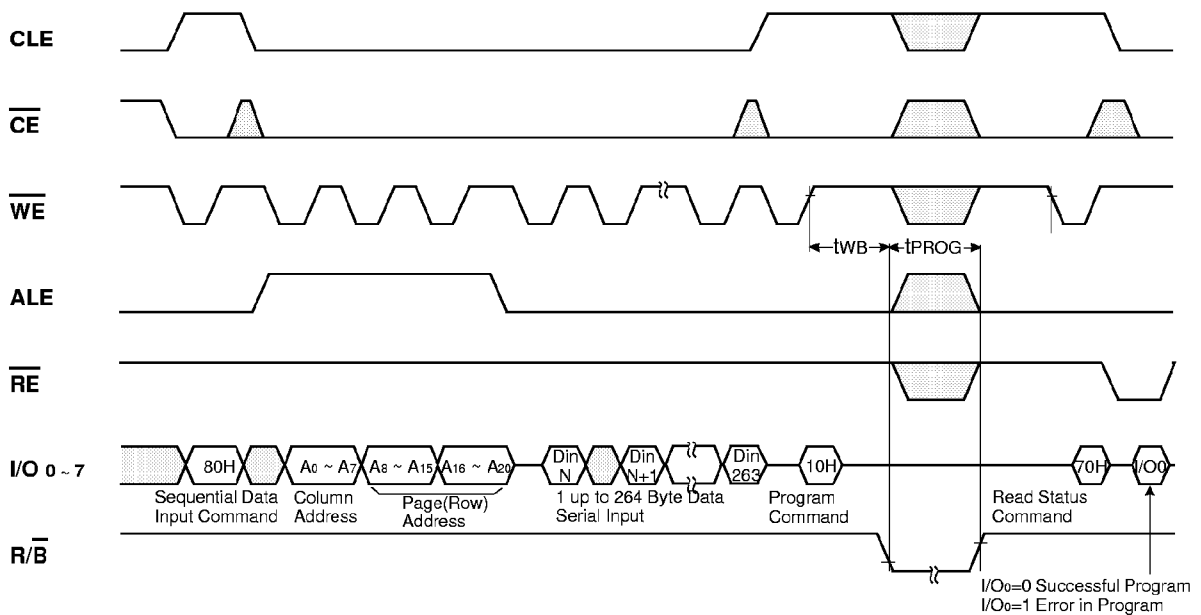 CLE
CE
WE
tWB tPROG
ALE
RE
I/O 0 ~ 7 80H A0 ~ A7 A8 ~ A15 A16 ~ A20 Din N Din N+1 Din 263 10H 70H I/O0
Sequential Data Input Command
Column Address
Page(Row) Address
1 up to 264 Byte Data Serial Input
Program Command
Read Status Command
R/B
I/O0=0 Successful Program
I/O0=1 Error in Program